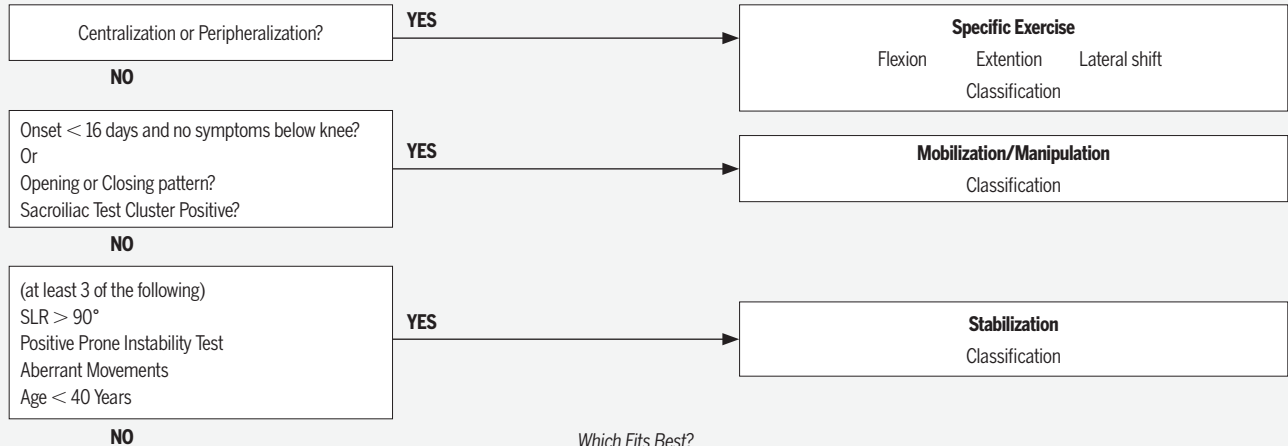 Centralization or Peripheralization?
YES
Specific Exercise
Flexion Extention Lateral shift
Classification
NO
Onset < 16 days and no symptoms below knee?
Or
Opening or Closing pattern?
Sacroiliac Test Cluster Positive?
YES
Mobilization/Manipulation
Classification
NO
(at least 3 of the following)
SLR > 90°
Positive Prone Instability Test
Aberrant Movements
Age < 40 Years
YES
Stabilization
Classification
NO
Which Fits Best?